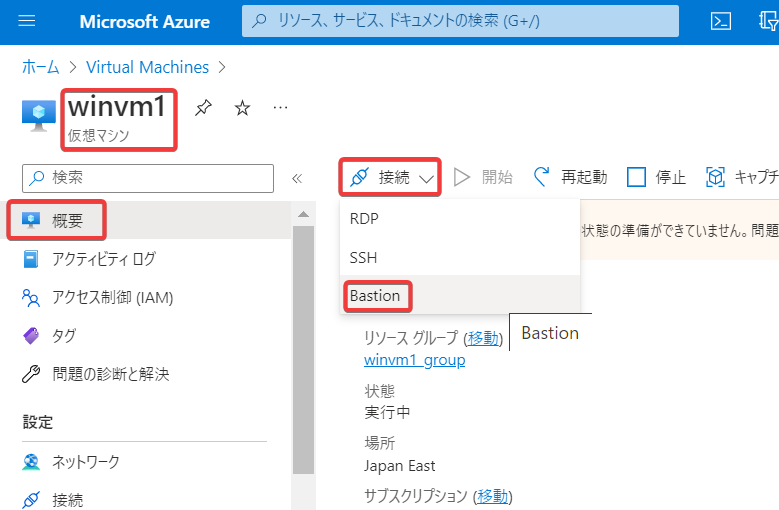 Microsoft Azure
リソース、サービス、ドキュメントの検索 (G+/)
ホーム > Virtual Machines >
winvm1
仮想マシン
検索
概要
アクティビティ ログ
アクセス制御 (IAM)
タグ
問題の診断と解決
設定
ネットワーク
接続
接続
開始
再起動
停止
キャプチ
RDP
SSH
Bastion
状態の準備ができていません。問題
Bastion
リソース グループ (移動)
winvm1_group
状態
実行中
場所
Japan East
サブスクリプション (移動)